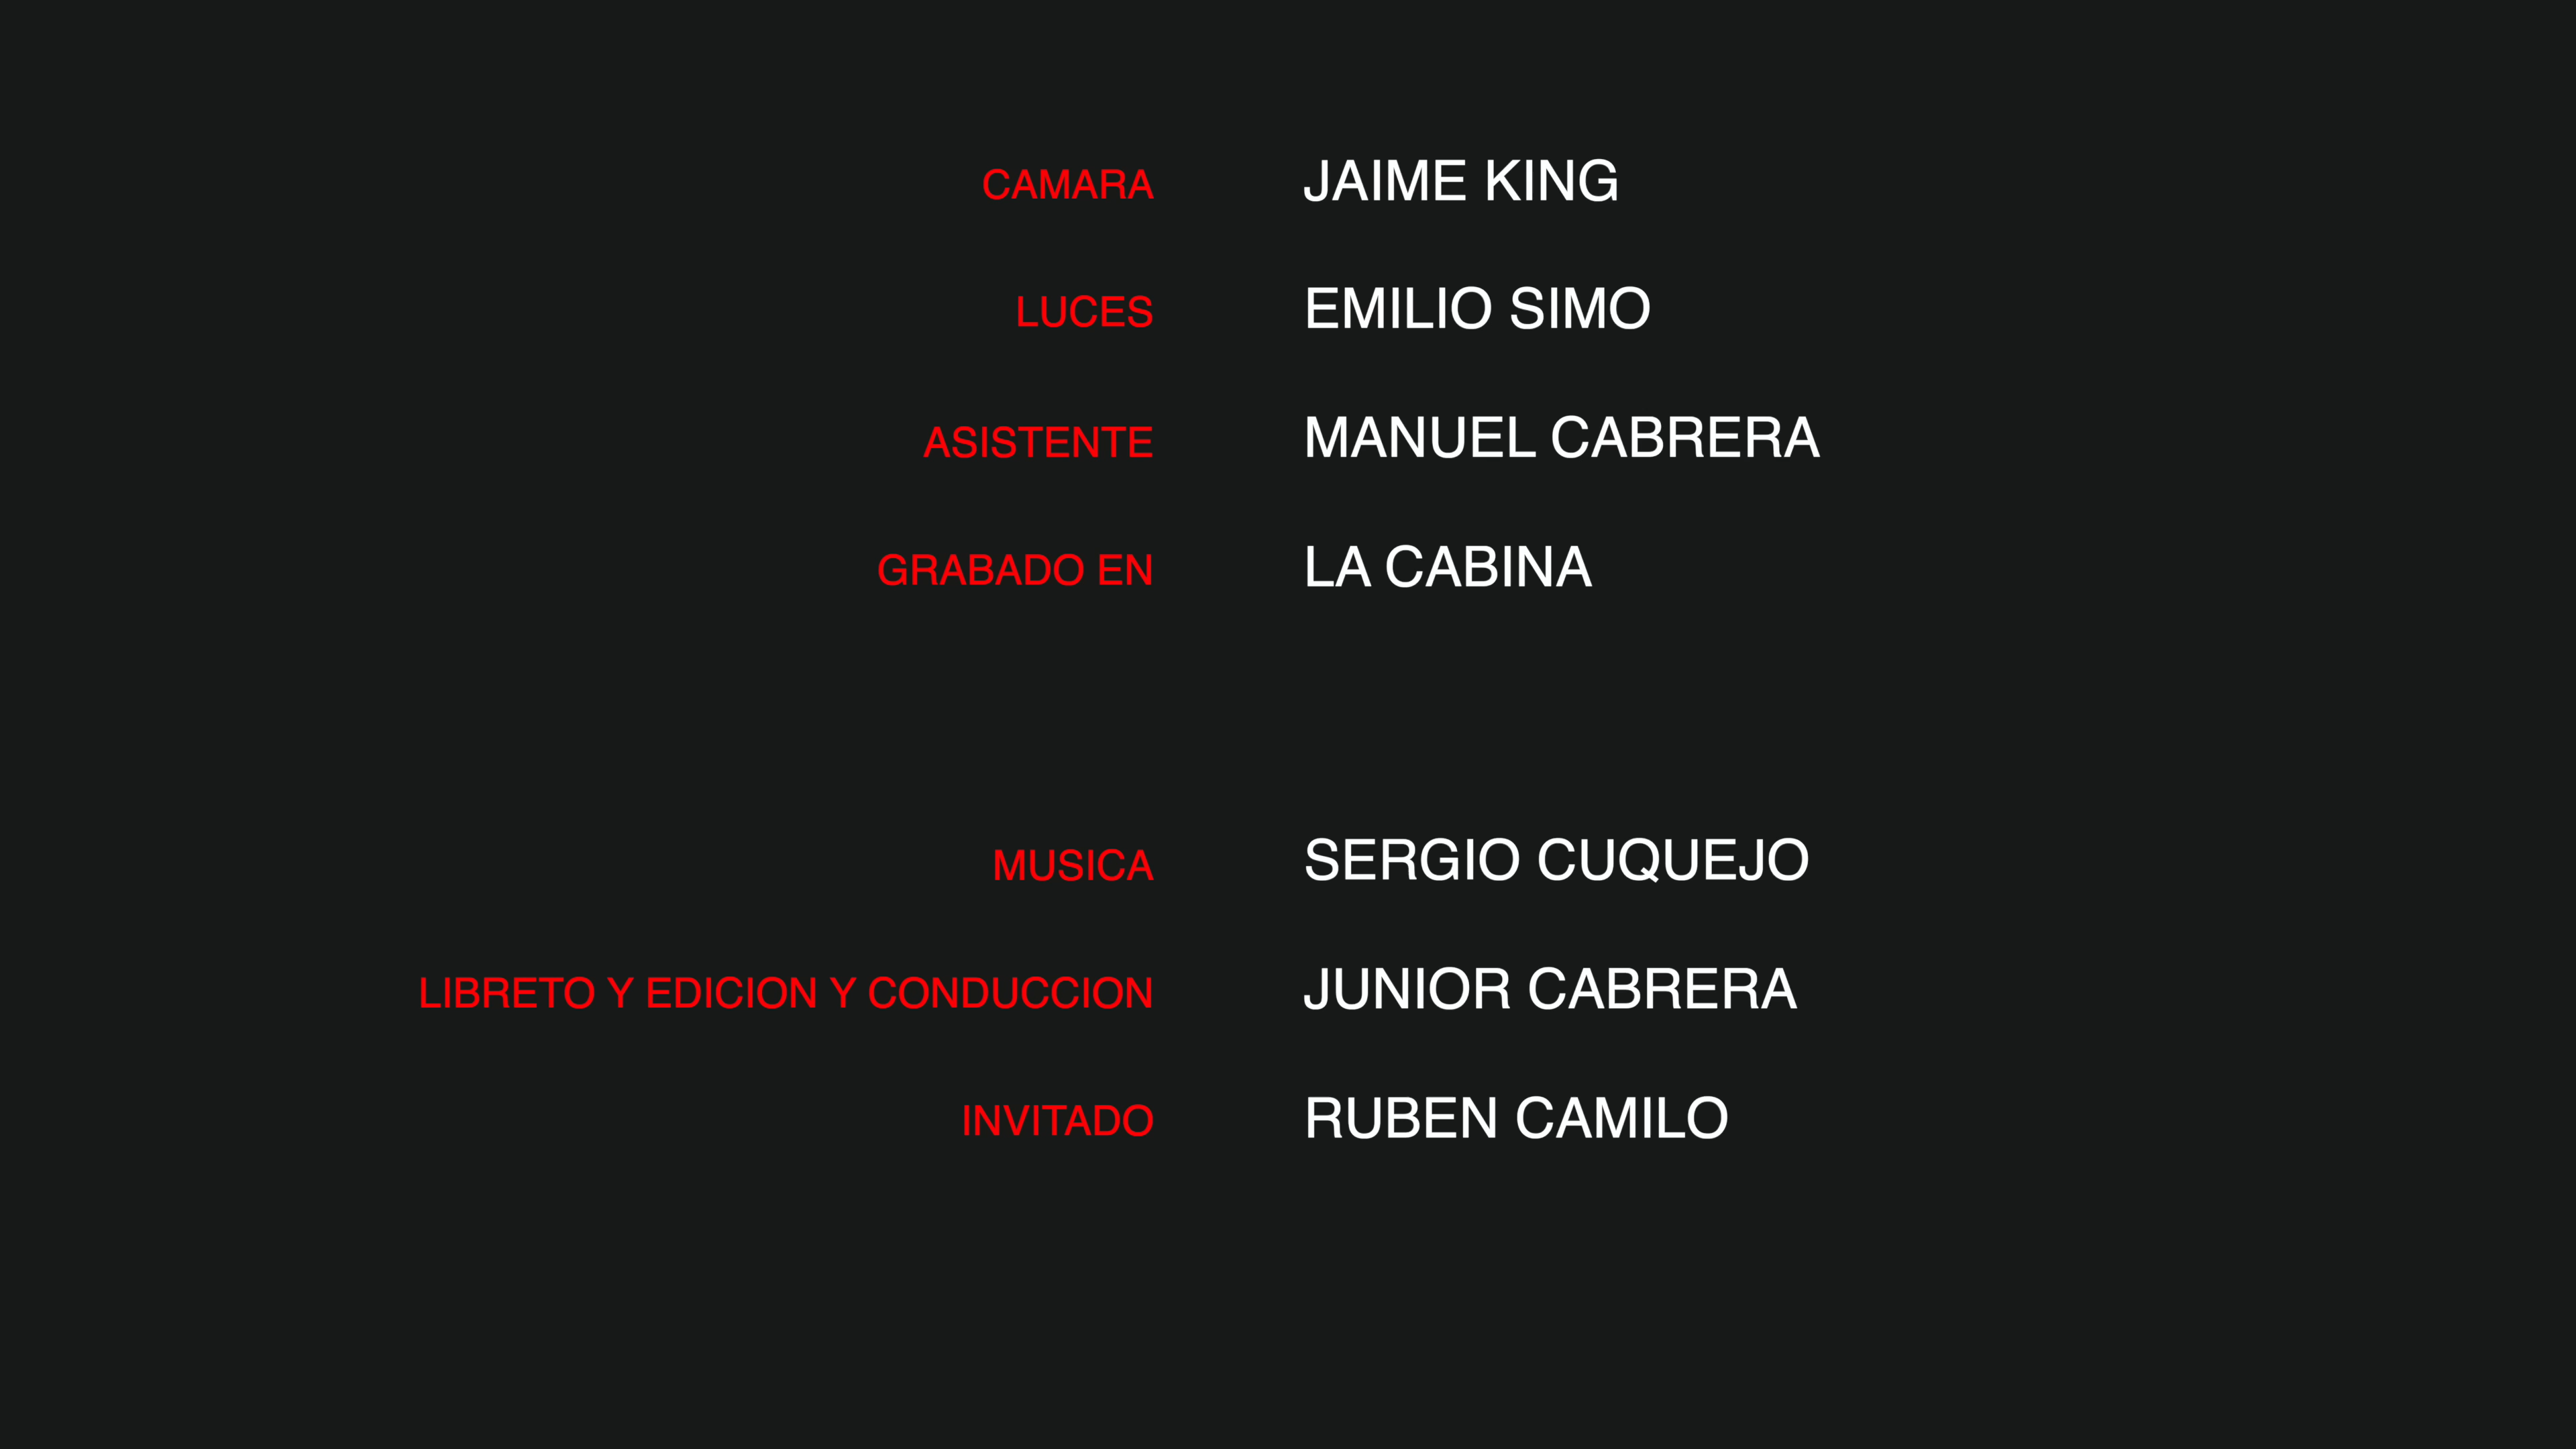 CAMARA JAIME KING
LUCES EMILIO SIMO
ASISTENTE MANUEL CABRERA
GRABADO EN LA CABINA
MUSICA SERGIO CUQUEJO
LIBRETO Y EDICION Y CONDUCCION JUNIOR CABRERA
INVITADO RUBEN CAMILO